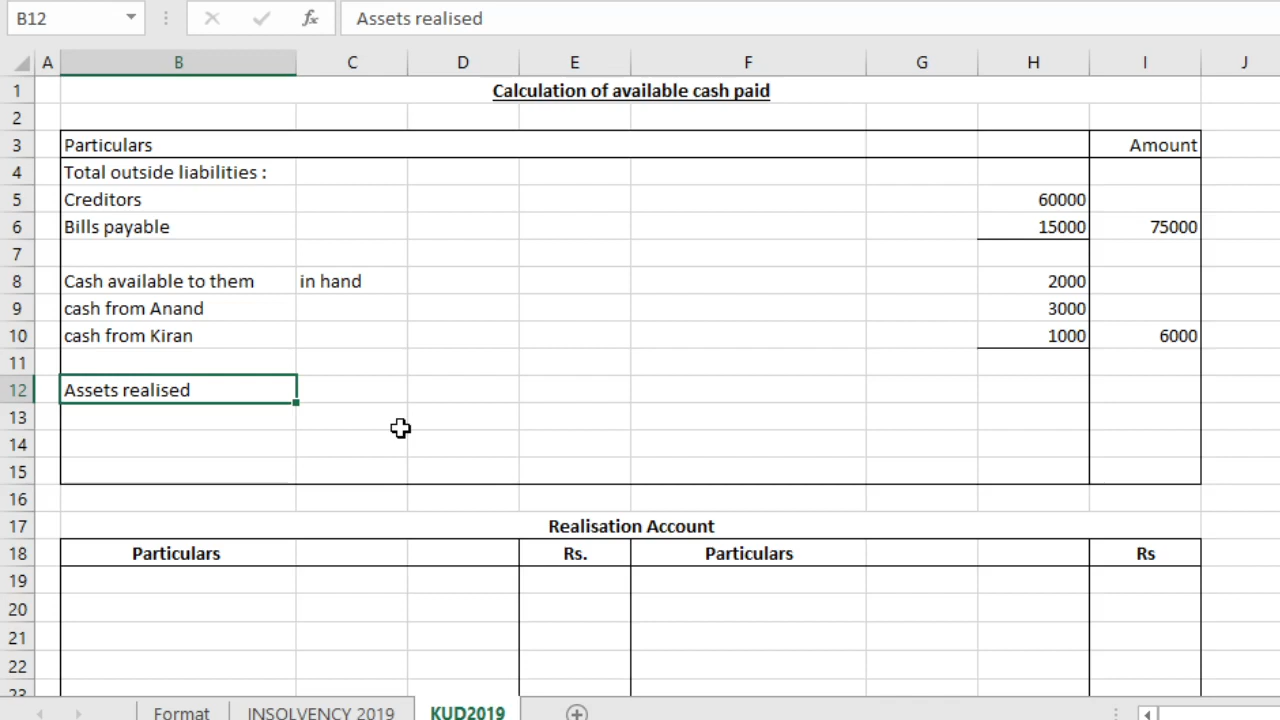 B12 fx Assets realised
A B C D E F G H I J
1 Calculation of available cash paid
2
3 Particulars Amount
4 Total outside liabilities :
5 Creditors 60000
6 Bills payable 15000 75000
7
8 Cash available to them in hand 2000
9 cash from Anand 3000
10 cash from Kiran 1000 6000
11
12 Assets realised
13
14
15
16
17 Realisation Account
18 Particulars Rs. Particulars Rs
19
20
21
22
23
Format INSOLVENCY 2019 KUD2019